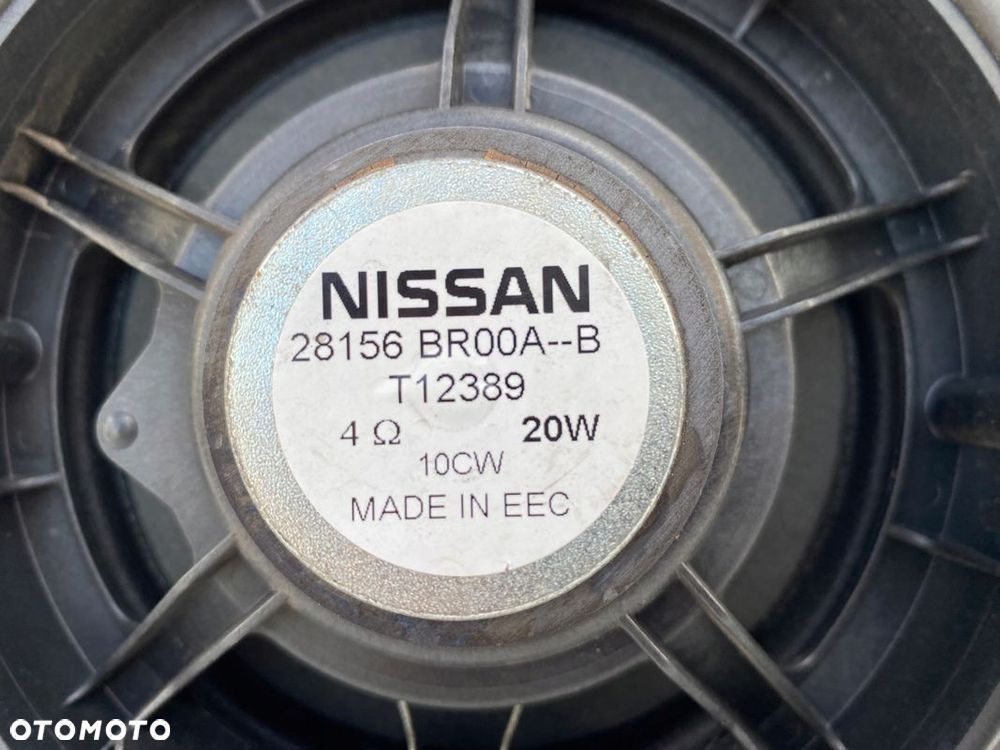 NISSAN
28156 BR00A--B
T12389
4 Ω 20W
10CW
MADE IN EEC
OTOMOTO